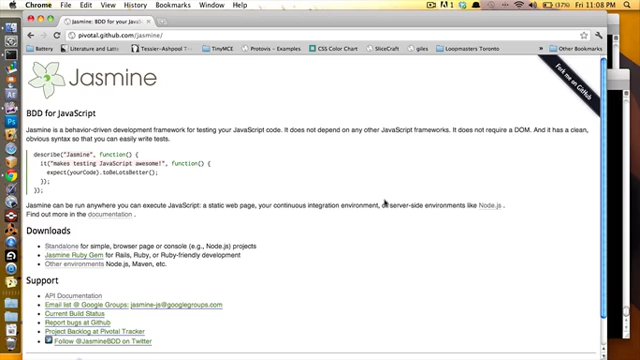 Chrome File Edit View History Bookmarks Window Help
(17%) Fri 11:08 PM
Jasmine: BDD for your JavaS
pivotal.github.com/jasmine/
Battery Literature and Latte Tessier-Ashpool TinyMCE Protovis – Examples CSS Color Chart SliceCraft giles Loopmasters Toronto Other Bookmarks
Fork me on GitHub
Jasmine
BDD for JavaScript
Jasmine is a behavior-driven development framework for testing your JavaScript code. It does not depend on any other JavaScript frameworks. It does not require a DOM. And it has a clean,
obvious syntax so that you can easily write tests.
describe("Jasmine", function() {
it("makes testing JavaScript awesome!", function() {
expect(yourCode).toBeLotsBetter();
});
});
Jasmine can be run anywhere you can execute JavaScript: a static web page, your continuous integration environment, or server-side environments like Node.js .
Find out more in the documentation .
Downloads
Standalone for simple, browser page or console (e.g., Node.js) projects
Jasmine Ruby Gem for Rails, Ruby, or Ruby-friendly development
Other environments Node.js, Maven, etc.
Support
API Documentation
Email list @ Google Groups: jasmine-js@googlegroups.com
Current Build Status
Report bugs at Github
Project Backlog at Pivotal Tracker
Follow @JasmineBDD on Twitter